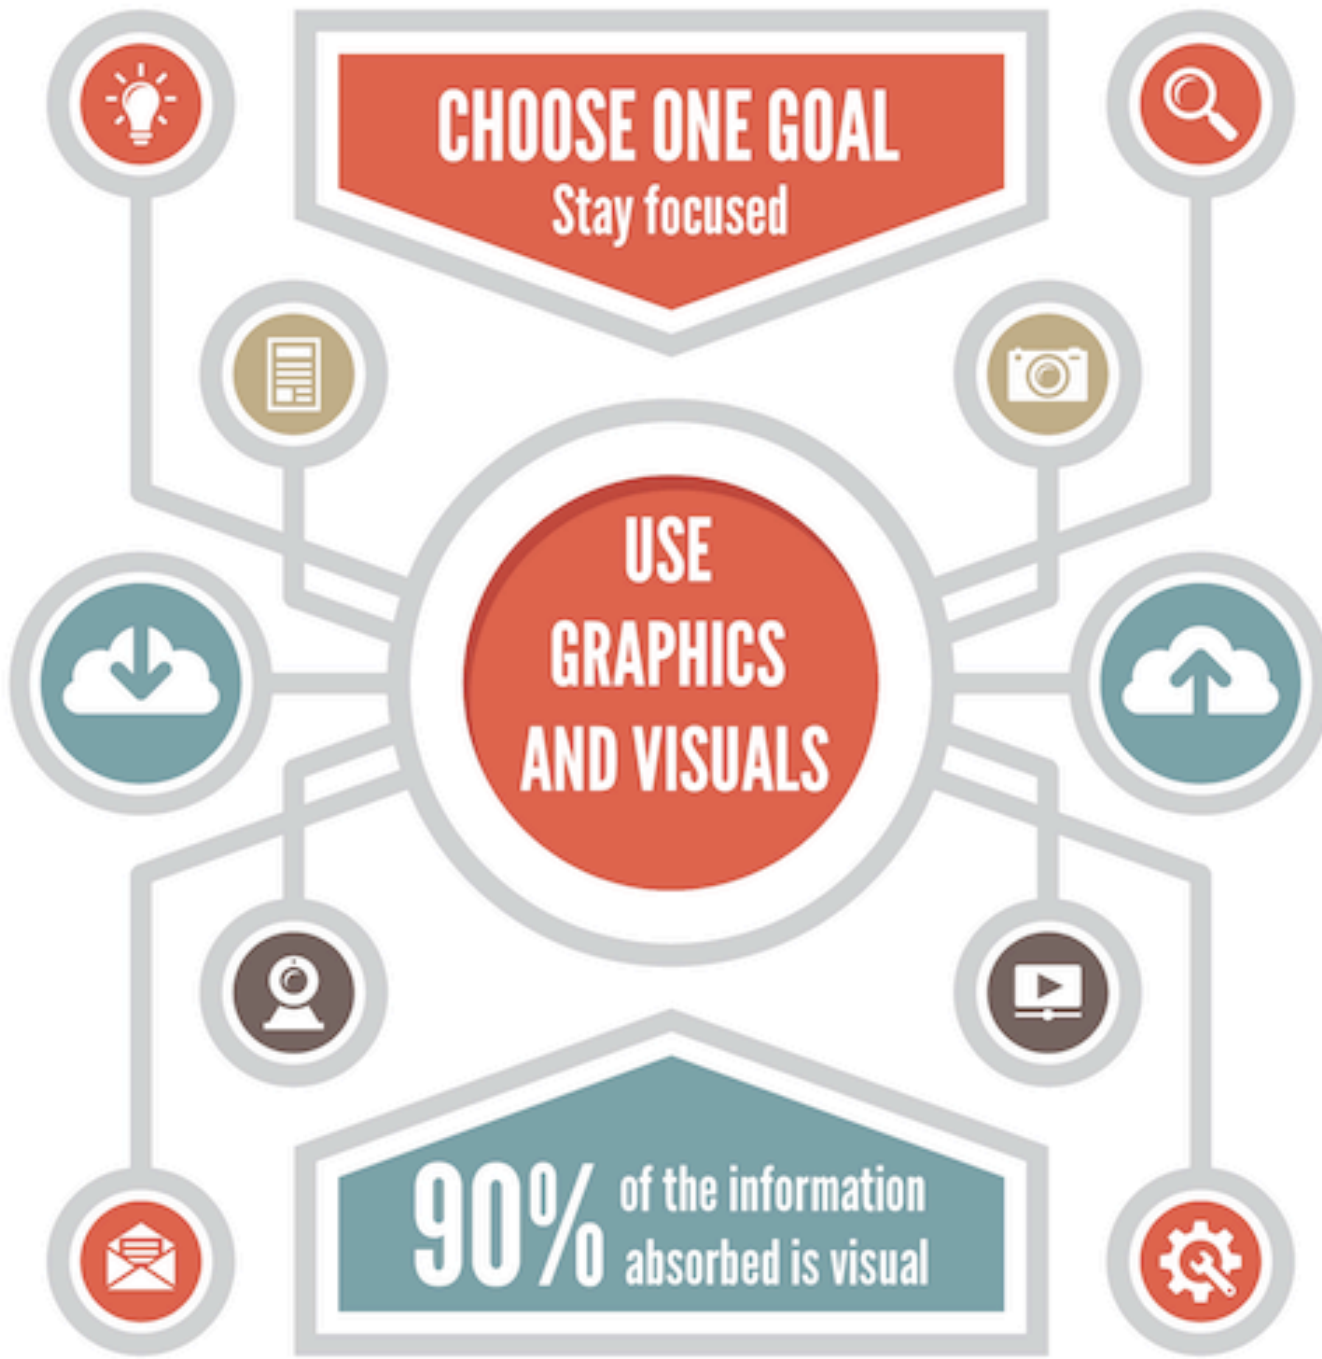 CHOOSE ONE GOAL
Stay focused
USE
GRAPHICS
AND VISUALS
90% of the information
absorbed is visual